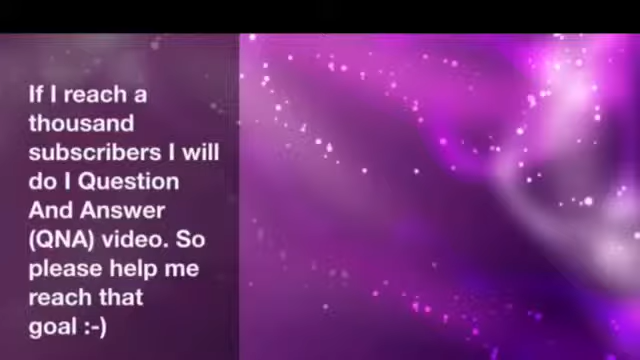 If I reach a
thousand
subscribers I will
do I Question
And Answer
(QNA) video. So
please help me
reach that
goal :-)